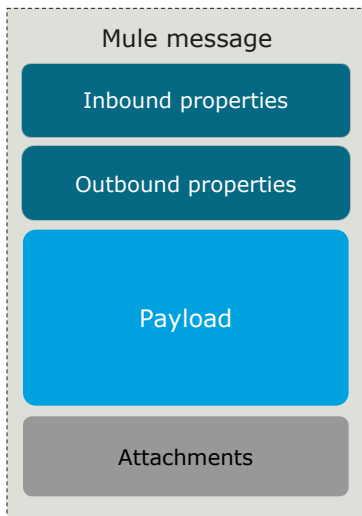 Mule message
Inbound properties
Outbound properties
Payload
Attachments